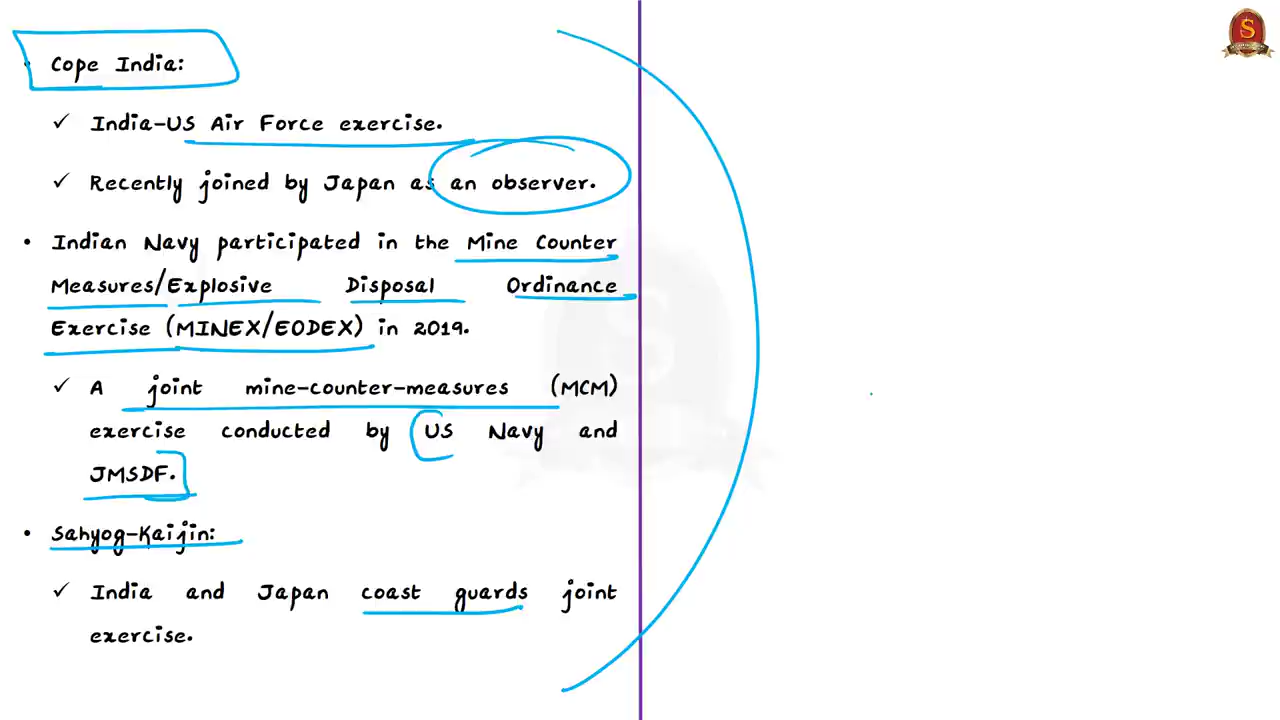 • Cope India:
✓ India-US Air Force exercise.
✓ Recently joined by Japan as an observer.
• Indian Navy participated in the Mine Counter
Measures/Explosive Disposal Ordinance
Exercise (MINEX/EODEX) in 2019.
✓ A joint mine-counter-measures (MCM)
exercise conducted by US Navy and
JMSDF.
• Sahyog-Kaijin:
✓ India and Japan coast guards joint
exercise.
S